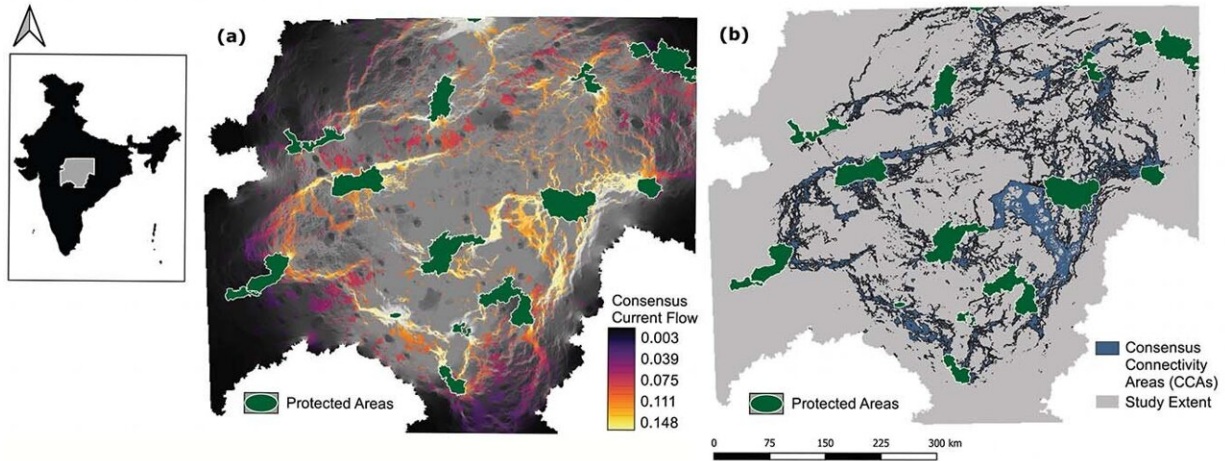 (a)
Consensus
Current Flow
0.003
0.039
0.075
0.111
0.148
Protected Areas
(b)
Consensus
Connectivity
Areas (CCAs)
Study Extent
Protected Areas
0 75 150 225 300 km